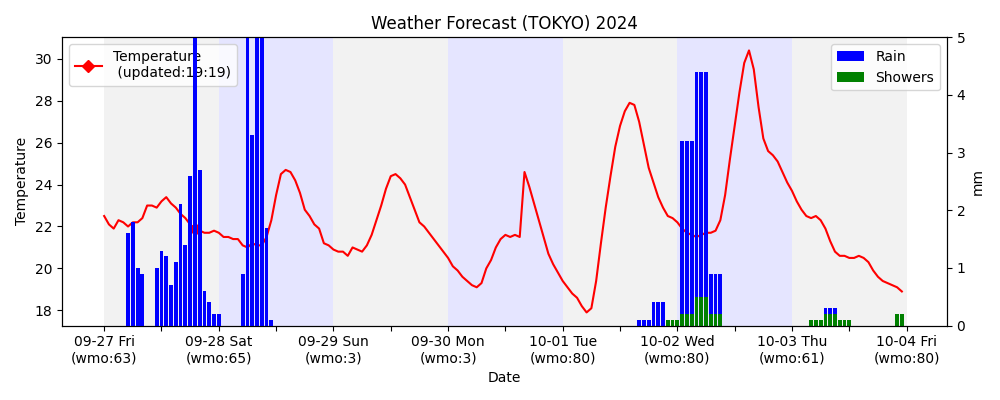 Weather Forecast (TOKYO) 2024
Temperature
(updated:19:19)
Rain
Showers
30
28
26
24
22
20
18
Temperature
5
4
3
2
1
0
mm
09-27 Fri
(wmo:63)
09-28 Sat
(wmo:65)
09-29 Sun
(wmo:3)
09-30 Mon
(wmo:3)
10-01 Tue
(wmo:80)
10-02 Wed
(wmo:80)
10-03 Thu
(wmo:61)
10-04 Fri
(wmo:80)
Date